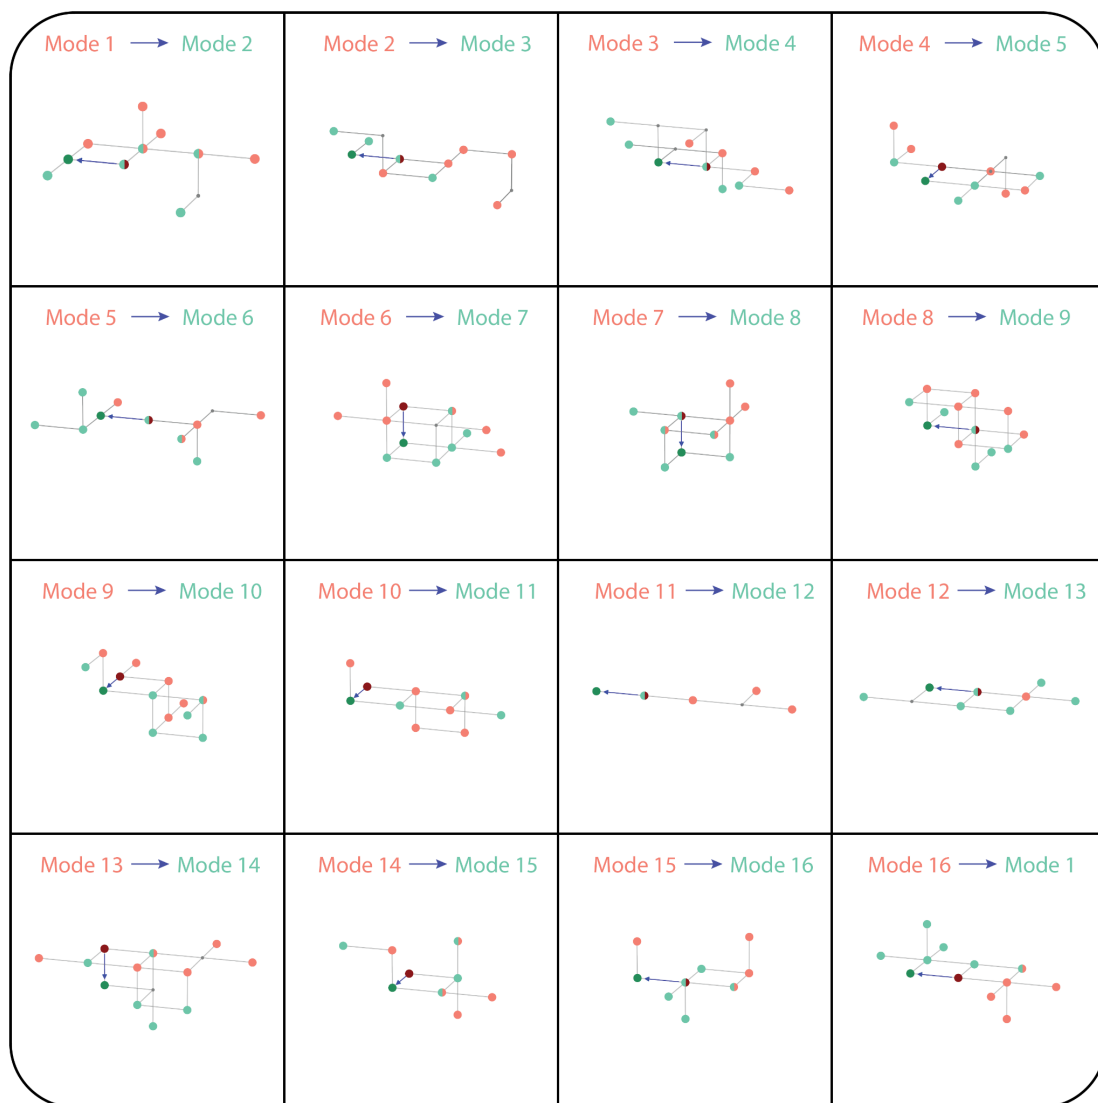 Mode 1 → Mode 2
Mode 2 → Mode 3
Mode 3 → Mode 4
Mode 4 → Mode 5
Mode 5 → Mode 6
Mode 6 → Mode 7
Mode 7 → Mode 8
Mode 8 → Mode 9
Mode 9 → Mode 10
Mode 10 → Mode 11
Mode 11 → Mode 12
Mode 12 → Mode 13
Mode 13 → Mode 14
Mode 14 → Mode 15
Mode 15 → Mode 16
Mode 16 → Mode 1